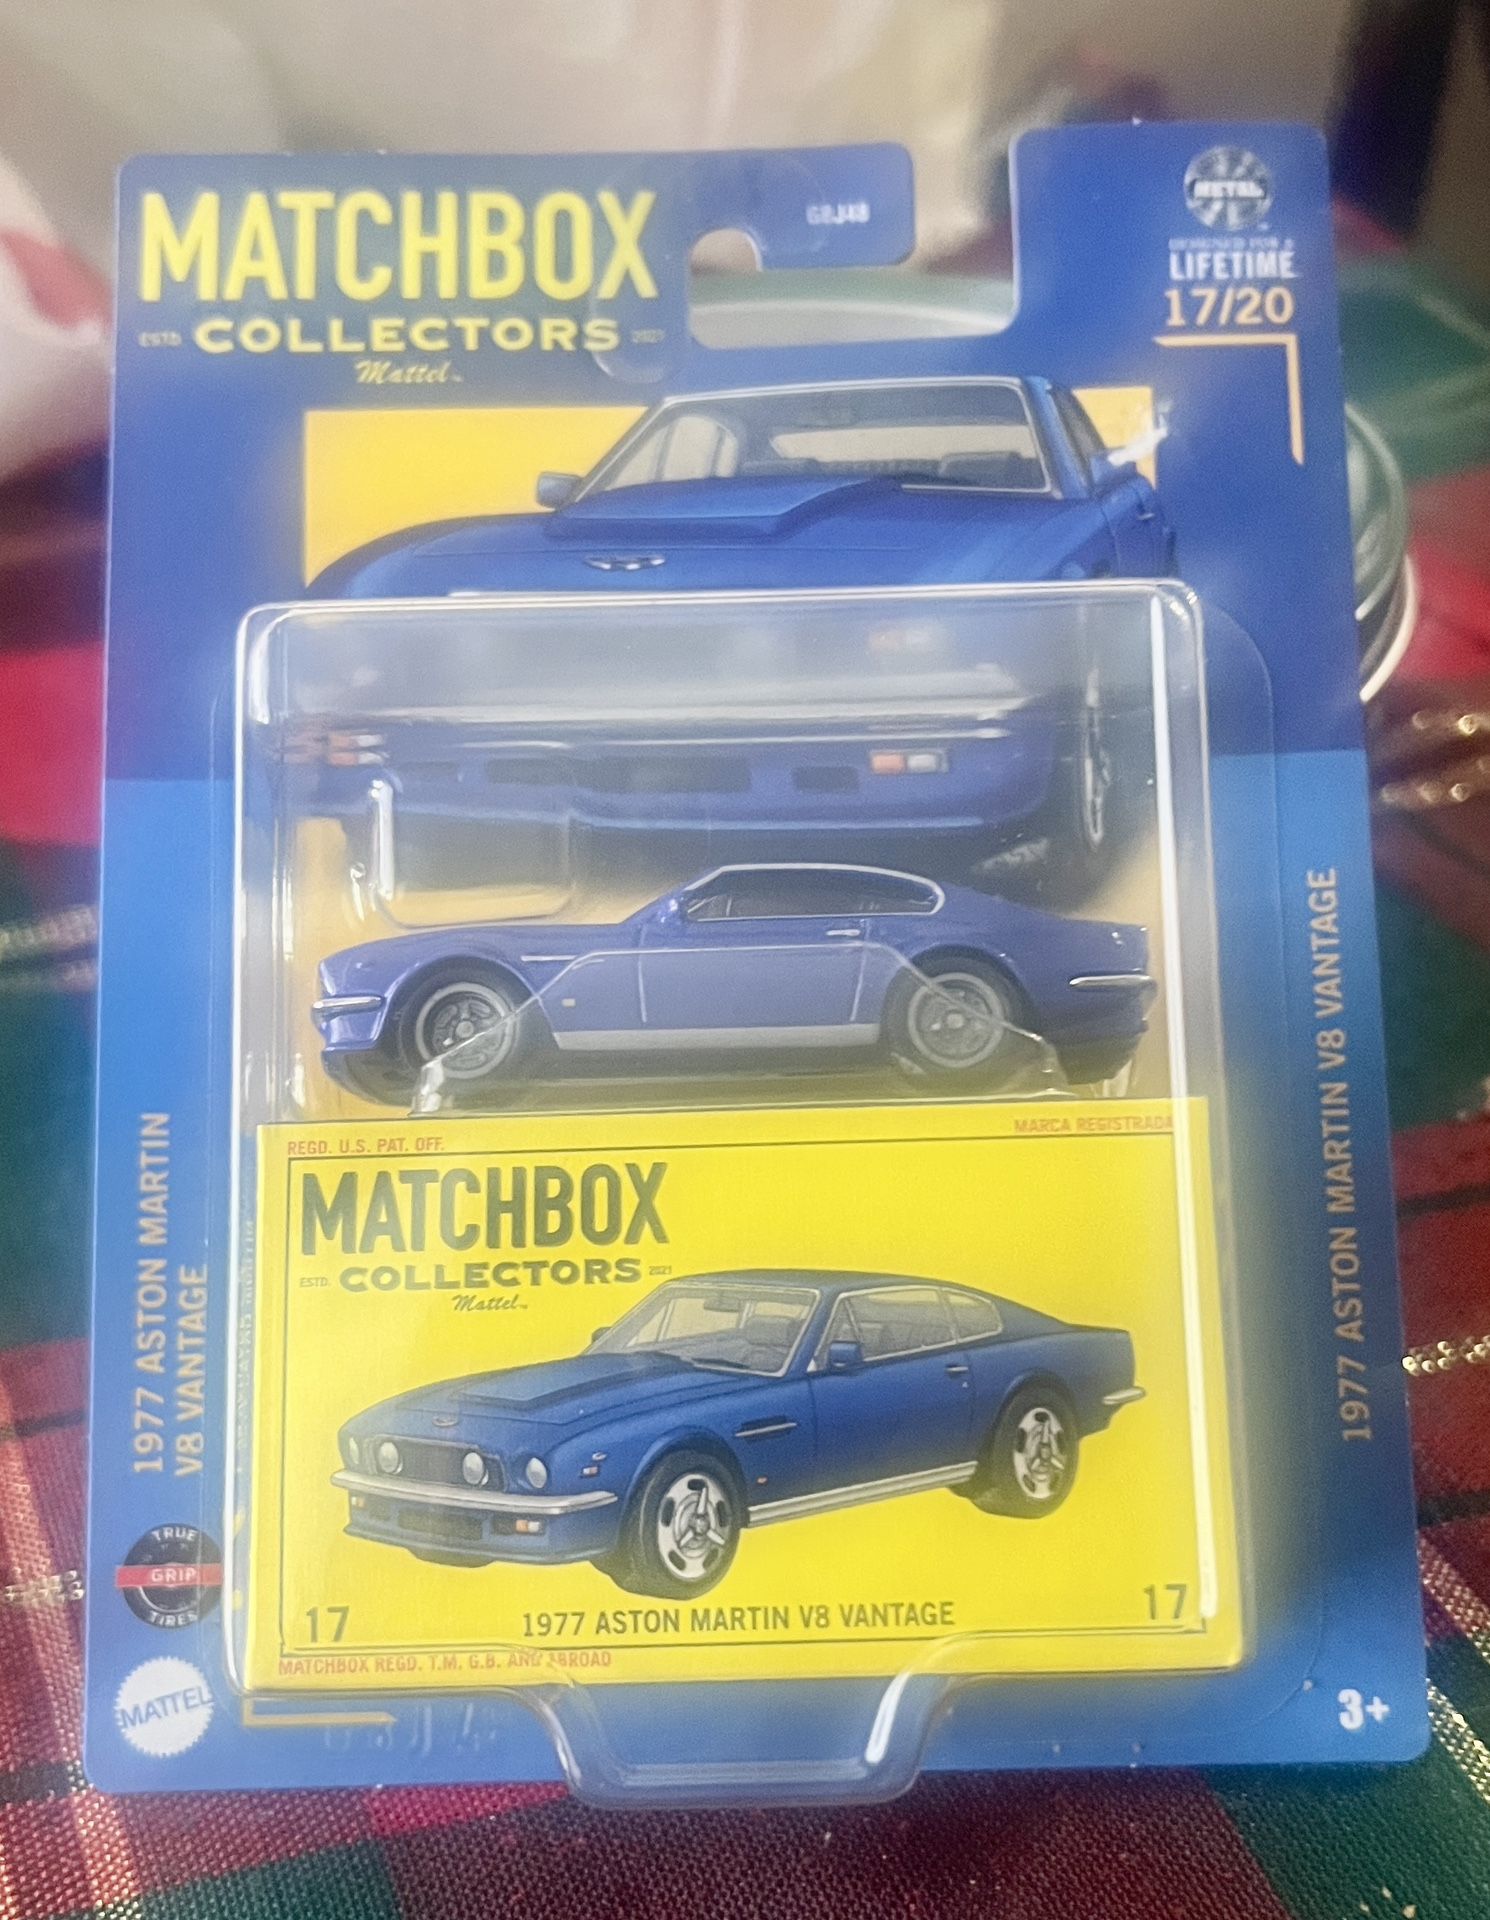 MATCHBOX
ESTD. COLLECTORS 2021
Mattel™
GBJ48
METAL
DESIGNED FOR A
LIFETIME
17/20
1977 ASTON MARTIN
V8 VANTAGE
1977 ASTON MARTIN V8 VANTAGE
REGD. U.S. PAT. OFF.
MARCA REGISTRADA
MATCHBOX
ESTD. COLLECTORS 2021
Mattel™
17
1977 ASTON MARTIN V8 VANTAGE
17
MATCHBOX REGD. T.M. G.B. AND ABROAD
TRUE
GRIP
TIRES
MATTEL
3+